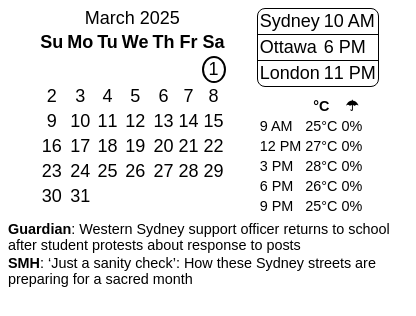 March 2025
Su Mo Tu We Th Fr Sa
1
2 3 4 5 6 7 8
9 10 11 12 13 14 15
16 17 18 19 20 21 22
23 24 25 26 27 28 29
30 31
Sydney 10 AM
Ottawa 6 PM
London 11 PM
°C ☂
9 AM 25°C 0%
12 PM 27°C 0%
3 PM 28°C 0%
6 PM 26°C 0%
9 PM 25°C 0%
Guardian: Western Sydney support officer returns to school
after student protests about response to posts
SMH: ‘Just a sanity check’: How these Sydney streets are
preparing for a sacred month